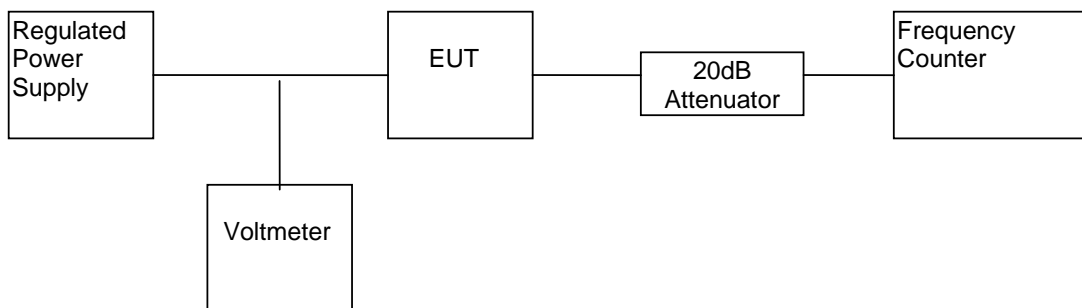 Regulated
Power
Supply
EUT
20dB
Attenuator
Frequency
Counter
Voltmeter